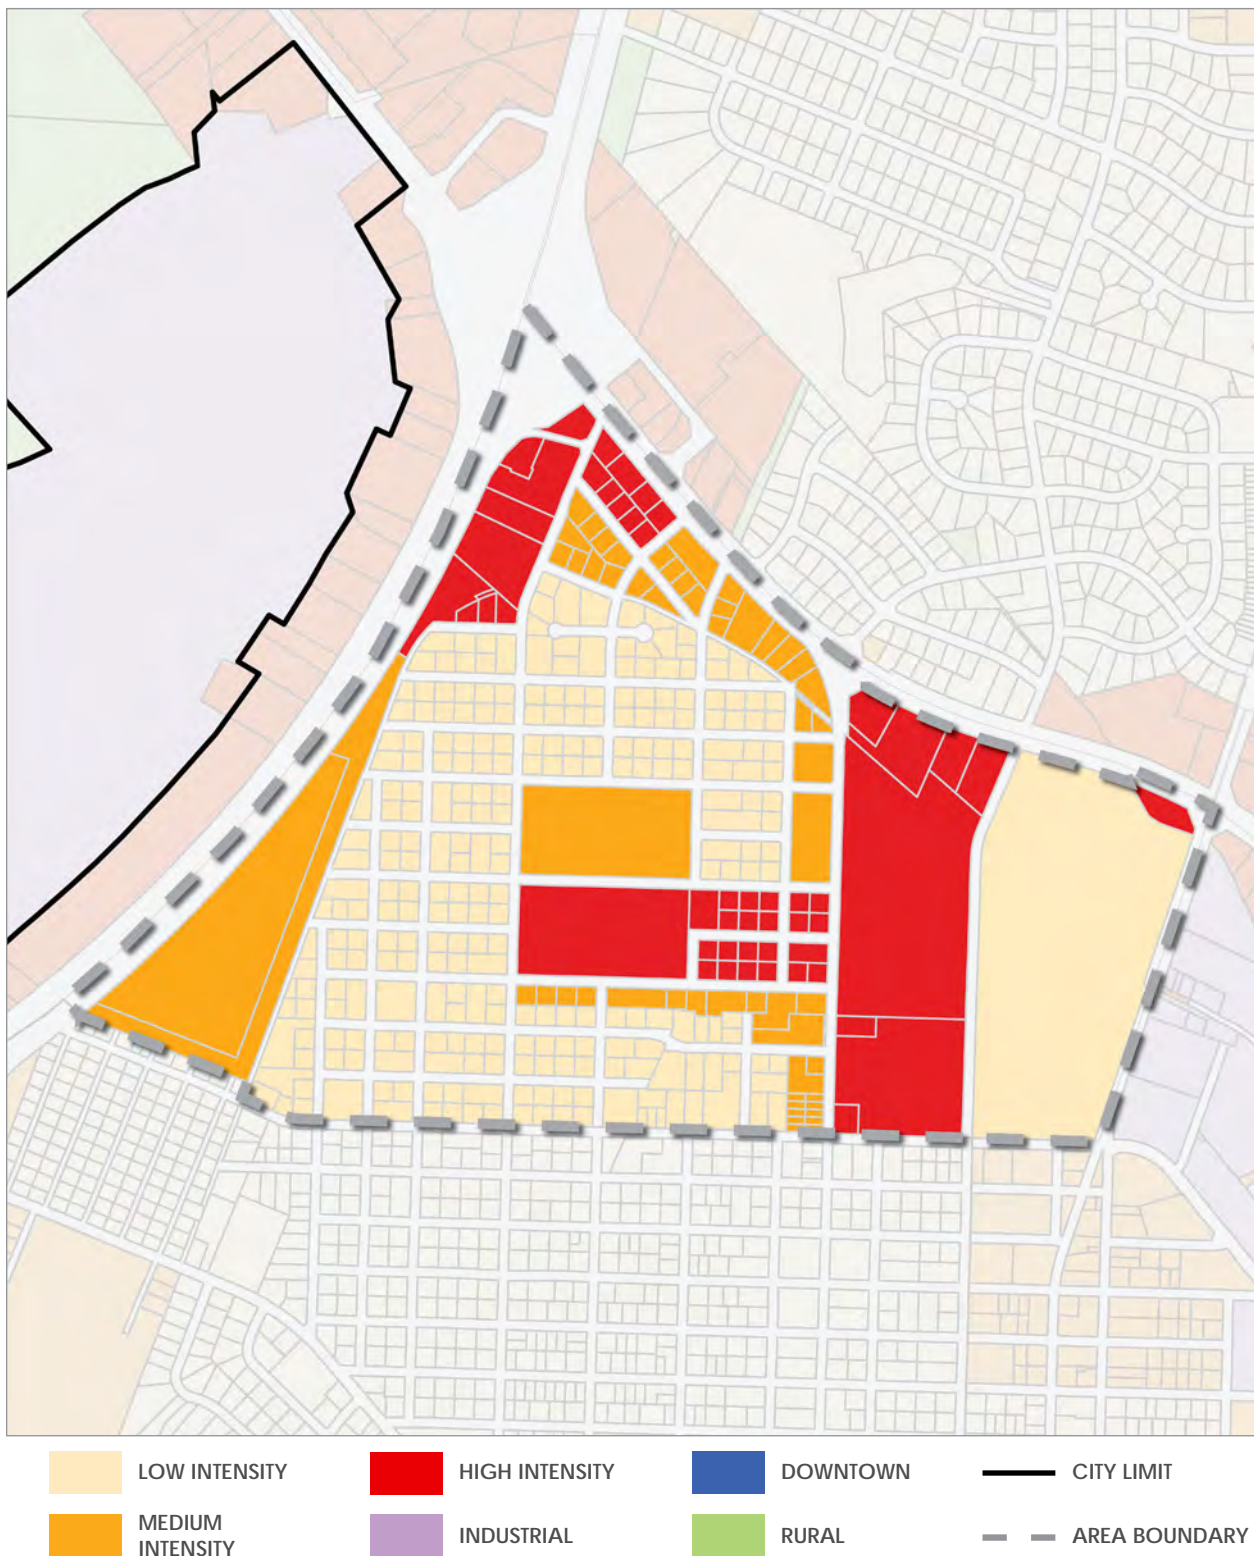 LOW INTENSITY
HIGH INTENSITY
DOWNTOWN
CITY LIMIT
MEDIUM
INTENSITY
INDUSTRIAL
RURAL
AREA BOUNDARY